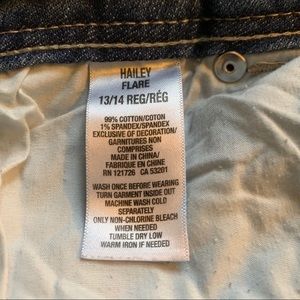 HAILEY
FLARE
13/14 REG/RÉG
99% COTTON/COTON
1% SPANDEX/SPANDEX
EXCLUSIVE OF DECORATION/
GARNITURES NON
COMPRISES
MADE IN CHINA/
FABRIQUE EN CHINE
RN 121726 CA 53201
WASH ONCE BEFORE WEARING
TURN GARMENT INSIDE OUT
MACHINE WASH COLD
SEPARATELY
ONLY NON-CHLORINE BLEACH
WHEN NEEDED
TUMBLE DRY LOW
WARM IRON IF NEEDED